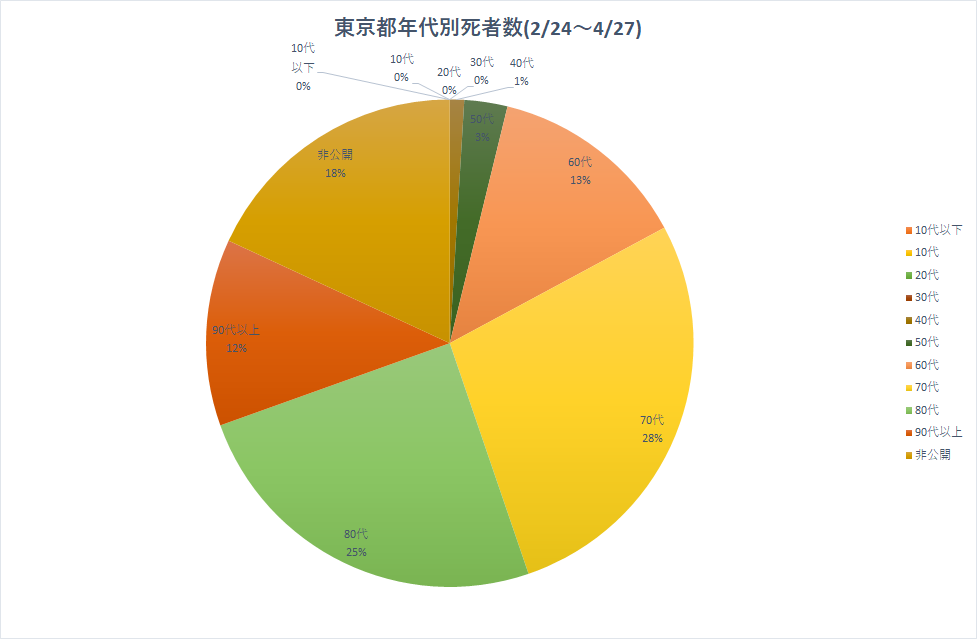 東京都年代別死者数(2/24～4/27)
10代
以下
0%
10代
0%
20代
0%
30代
0%
40代
1%
50代
3%
60代
13%
70代
28%
80代
25%
90代以上
12%
非公開
18%
10代以下
10代
20代
30代
40代
50代
60代
70代
80代
90代以上
非公開